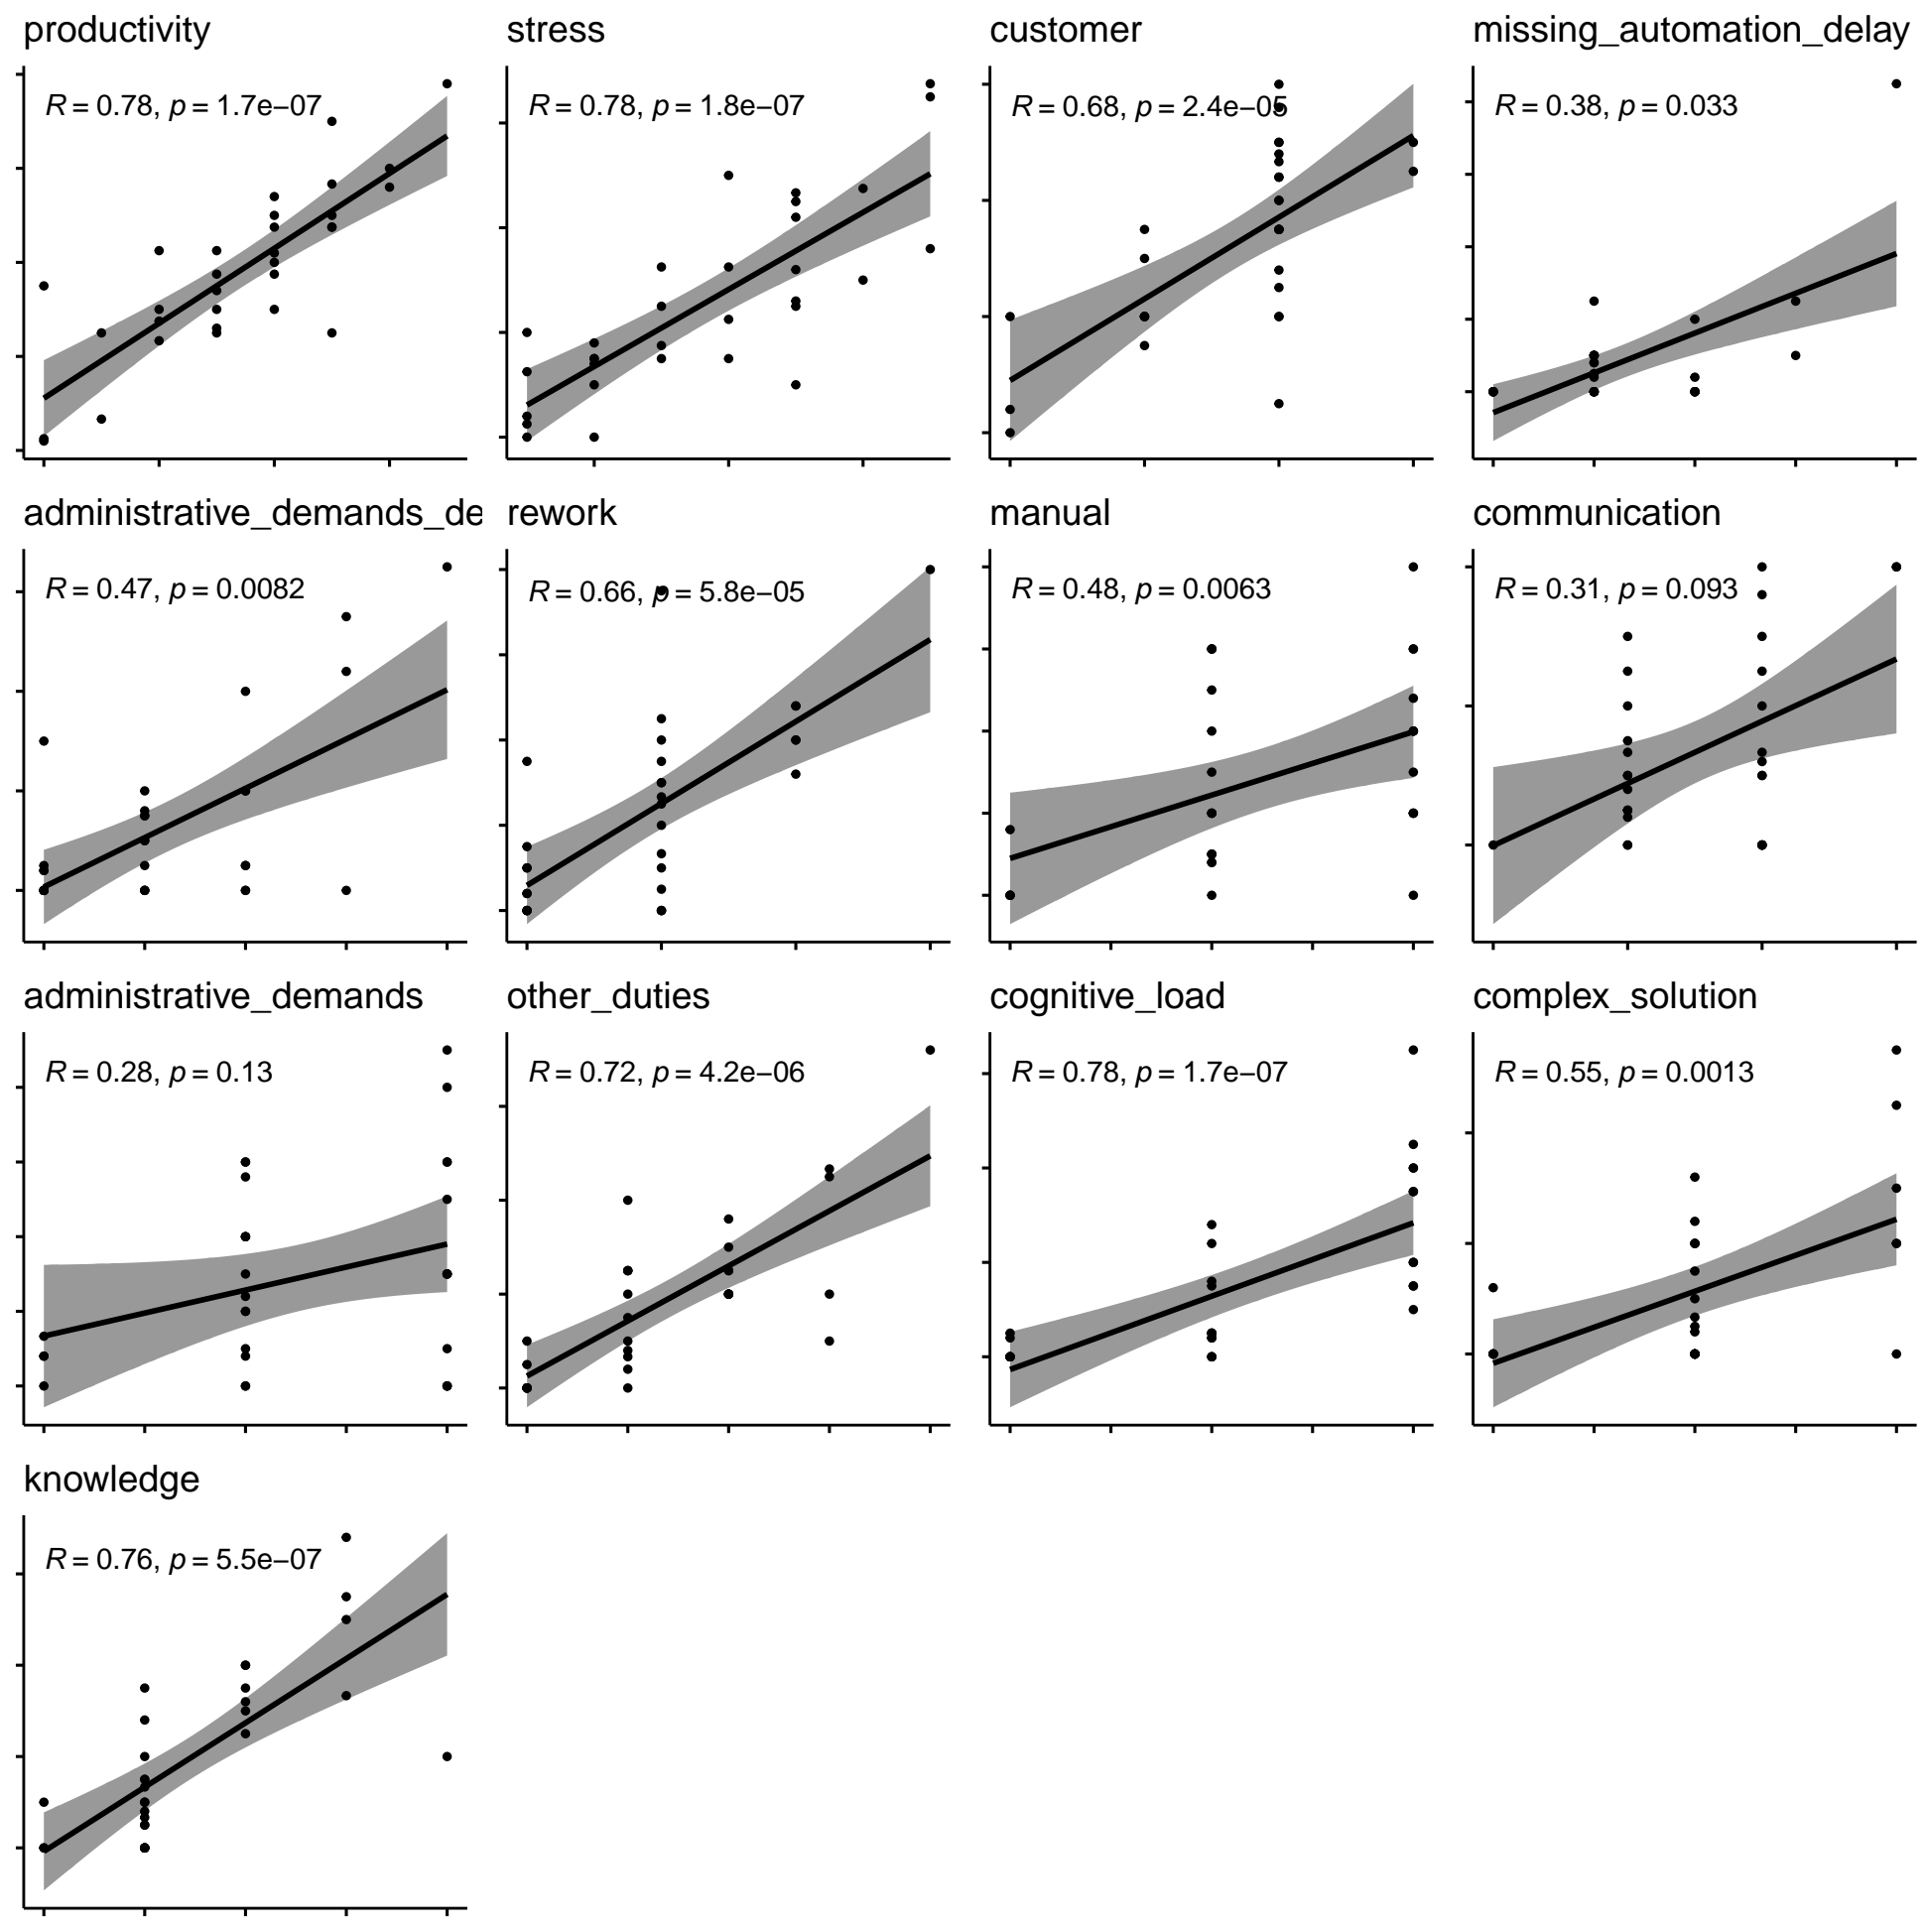 productivity
R = 0.78, p = 1.7e−07
stress
R = 0.78, p = 1.8e−07
customer
R = 0.68, p = 2.4e−05
missing_automation_delay
R = 0.38, p = 0.033
administrative_demands_de
R = 0.47, p = 0.0082
rework
R = 0.66, p = 5.8e−05
manual
R = 0.48, p = 0.0063
communication
R = 0.31, p = 0.093
administrative_demands
R = 0.28, p = 0.13
other_duties
R = 0.72, p = 4.2e−06
cognitive_load
R = 0.78, p = 1.7e−07
complex_solution
R = 0.55, p = 0.0013
knowledge
R = 0.76, p = 5.5e−07